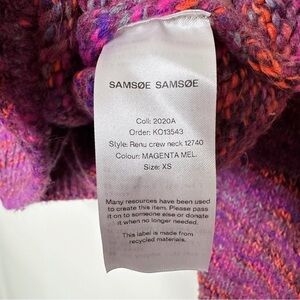 SAMSØE SAMSØE
Coll: 2020A
Order: KO13543
Style: Renu crew neck 12740
Colour: MAGENTA MEL.
Size: XS
Many resources have been used
to create this item. Please pass
it on to someone else or donate
it when no longer needed.
This label is made from
recycled materials.